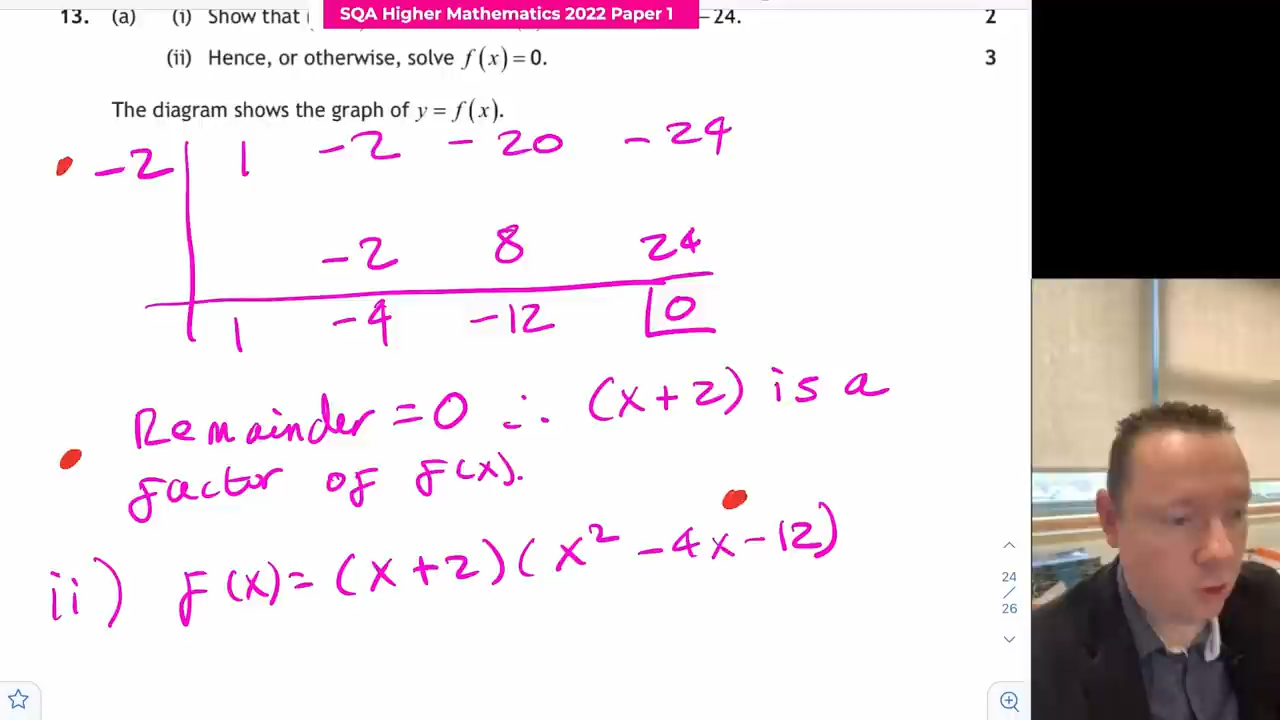 SQA Higher Mathematics 2022 Paper 1
13. (a) (i) Show that ( −24. 2
(ii) Hence, or otherwise, solve f(x)=0. 3
The diagram shows the graph of y = f(x).
-2 1 -2 -20 -24
-2 8 24
1 -4 -12 0
Remainder = 0 ∴ (x+2) is a
factor of f(x).
ii) f(x) = (x+2)(x² -4x-12)
24
/
26